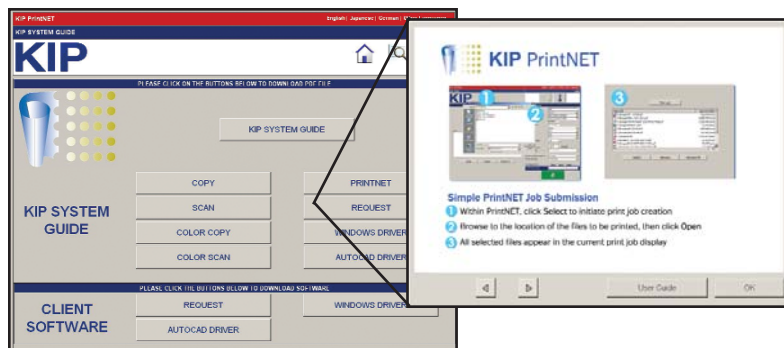 KIP PrintNET
English| Japanese| German|
KIP SYSTEM GUIDE
KIP
PLEASE CLICK ON THE BUTTONS BELOW TO DOWNLOAD PDF FILE
KIP SYSTEM GUIDE
KIP SYSTEM
GUIDE
COPY
PRINTNET
SCAN
REQUEST
COLOR COPY
WINDOWS DRIVER
COLOR SCAN
AUTOCAD DRIVER
PLEASE CLICK THE BUTTONS BELOW TO DOWNLOAD SOFTWARE
CLIENT
SOFTWARE
REQUEST
WINDOWS DRIVER
AUTOCAD DRIVER
KIP PrintNET
KIP
1
2
3
Simple PrintNET Job Submission
1 Within PrintNET, click Select to initiate print job creation
2 Browse to the location of the files to be printed, then click Open
3 All selected files appear in the current print job display
User Guide
OK